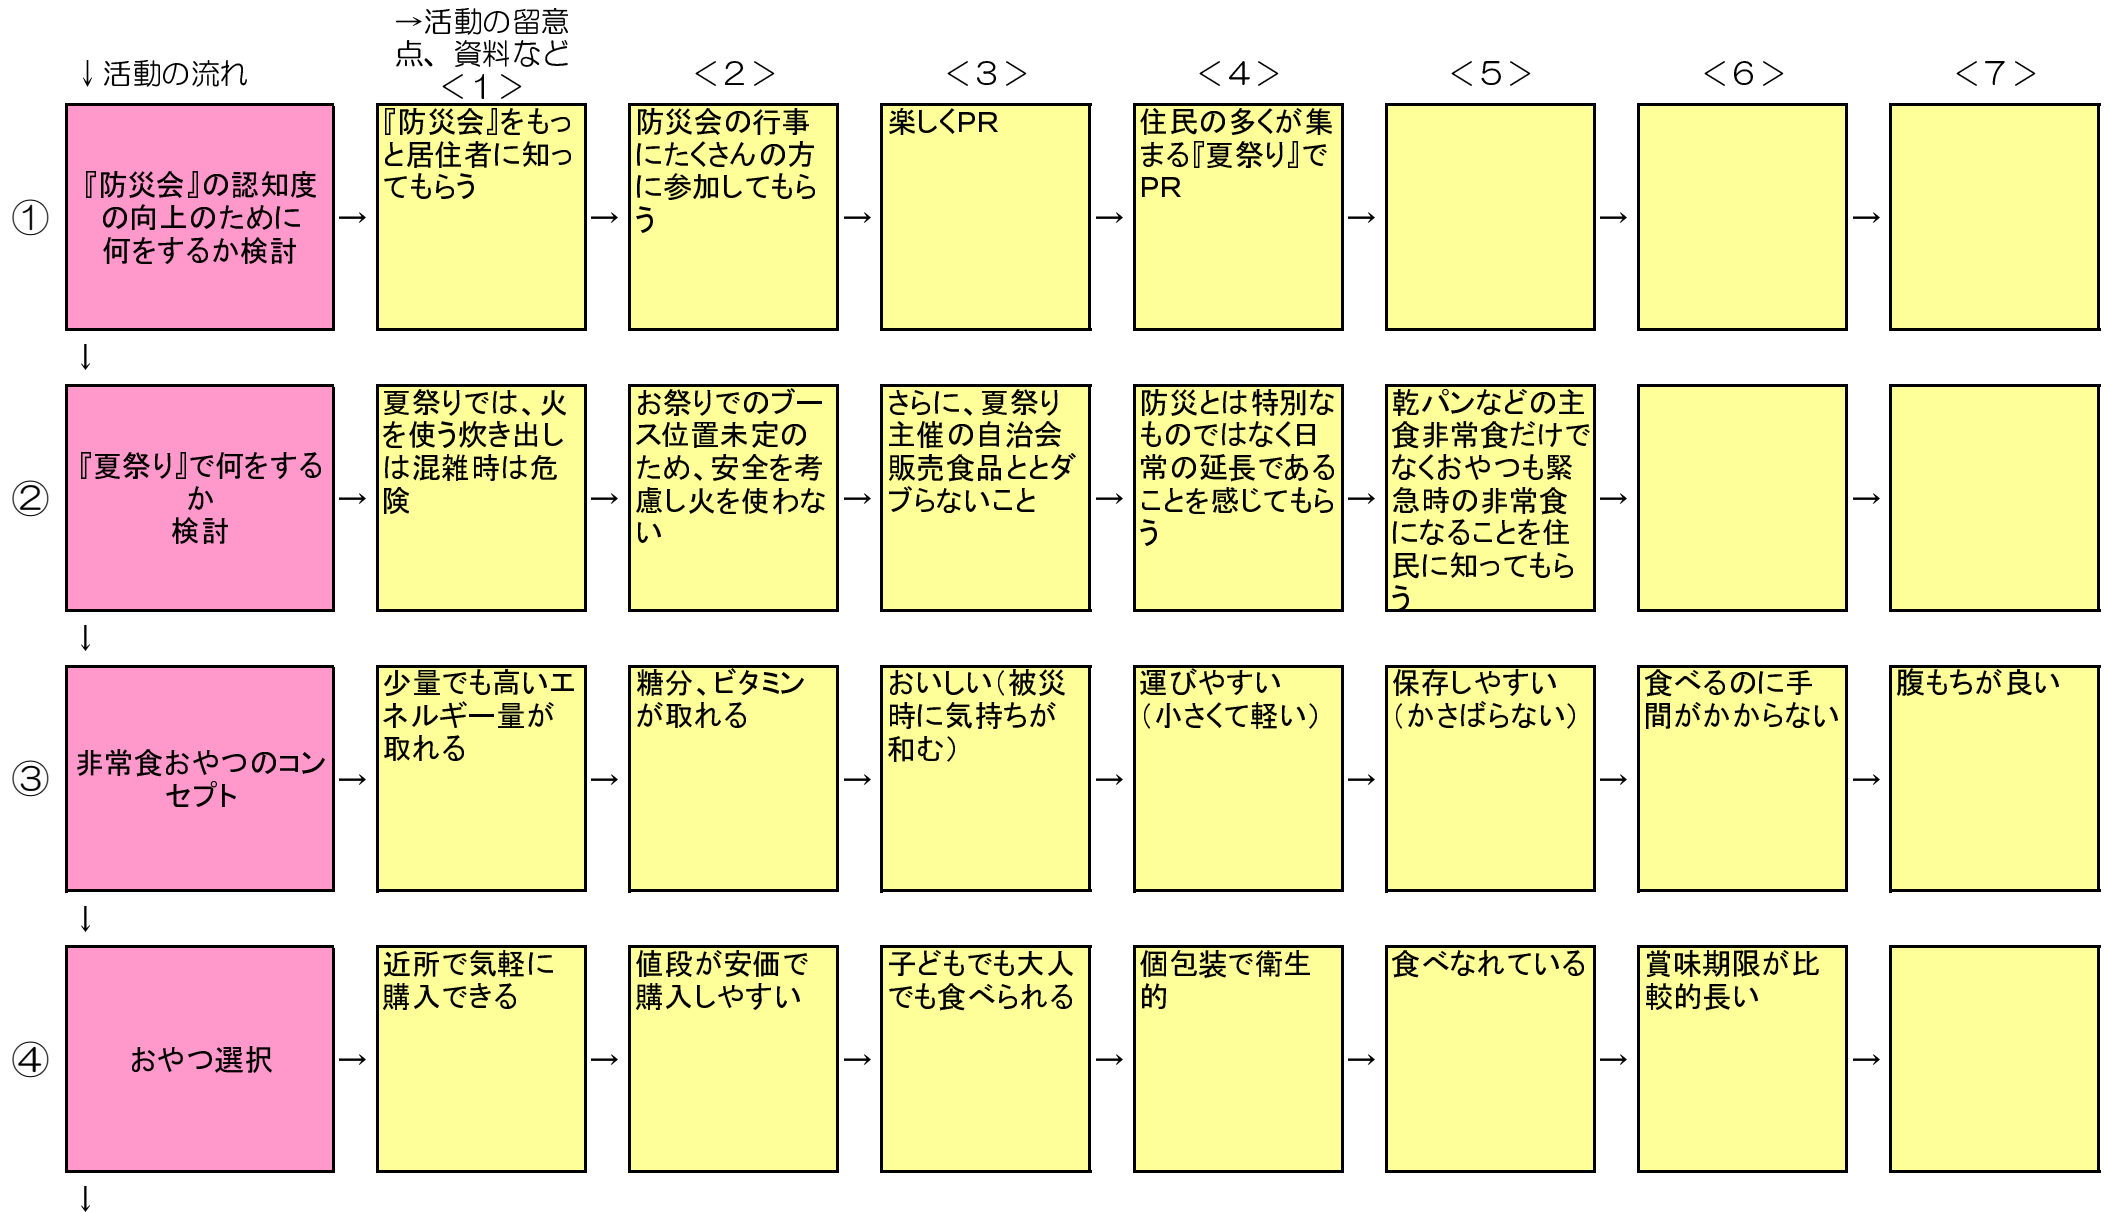 →活動の留意
点、資料など
↓活動の流れ
＜１＞
＜２＞
＜３＞
＜４＞
＜５＞
＜６＞
＜７＞
①
『防災会』の認知度
の向上のために
何をするか検討
→
『防災会』をもっ
と居住者に知っ
てもらう
→
防災会の行事
にたくさんの方
に参加してもら
う
→
楽しくPR
→
住民の多くが集
まる『夏祭り』で
PR
→
→
→
↓
②
『夏祭り』で何をする
か
検討
→
夏祭りでは、火
を使う炊き出し
は混雑時は危
険
→
お祭りでのブー
ス位置未定の
ため、安全を考
慮し火を使わな
い
→
さらに、夏祭り
主催の自治会
販売食品ととダ
ブらないこと
→
防災とは特別な
ものではなく日
常の延長である
ことを感じてもら
う
→
乾パンなどの主
食非常食だけで
なくおやつも緊
急時の非常食
になることを住
民に知ってもら
う
→
→
↓
③
非常食おやつのコン
セプト
→
少量でも高いエ
ネルギー量が
取れる
→
糖分、ビタミン
が取れる
→
おいしい（被災
時に気持ちが
和む）
→
運びやすい
（小さくて軽い）
→
保存しやすい
（かさばらない）
→
食べるのに手
間がかからない
→
腹もちが良い
↓
④
おやつ選択
→
近所で気軽に
購入できる
→
値段が安価で
購入しやすい
→
子どもでも大人
でも食べられる
→
個包装で衛生
的
→
食べなれている
→
賞味期限が比
較的長い
→
↓